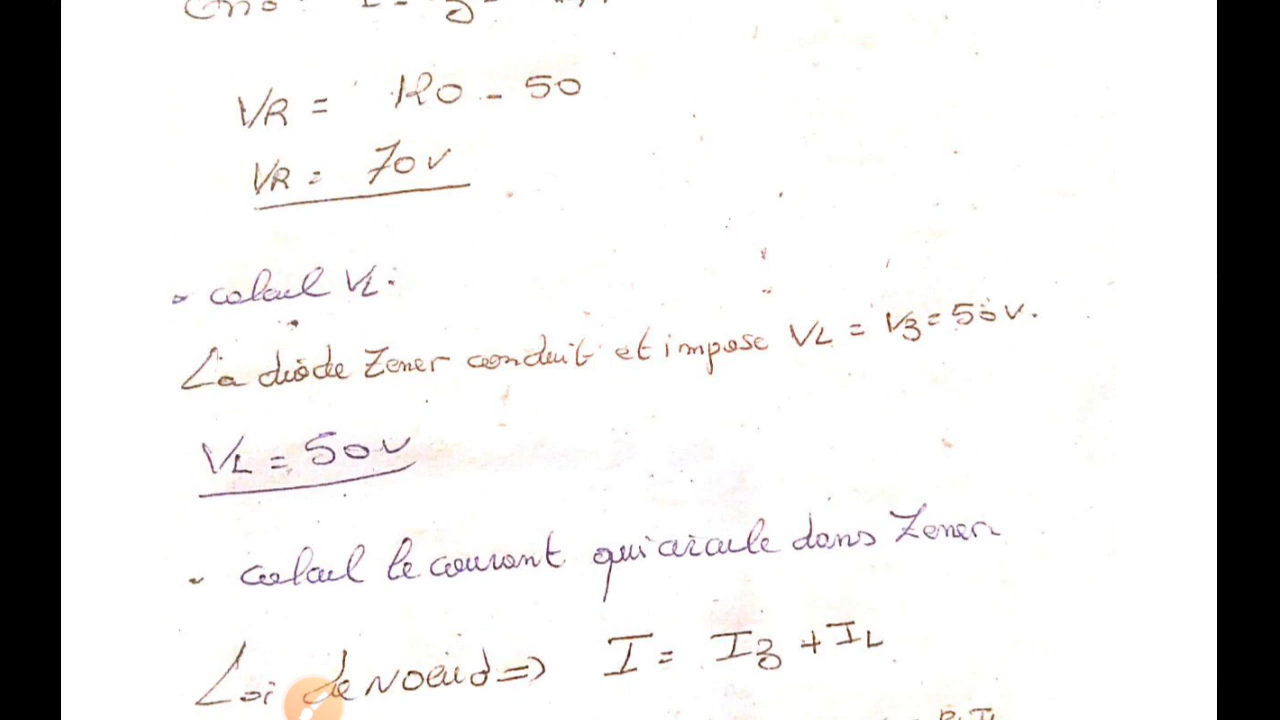 VR = 120 - 50
VR = 70V
- calcul VL:
La diode Zener conduit et impose VL = Vz = 50V.
VL = 50V
- calcul le courant qui circule dans Zener
Loi de noeud => I = Iz + IL